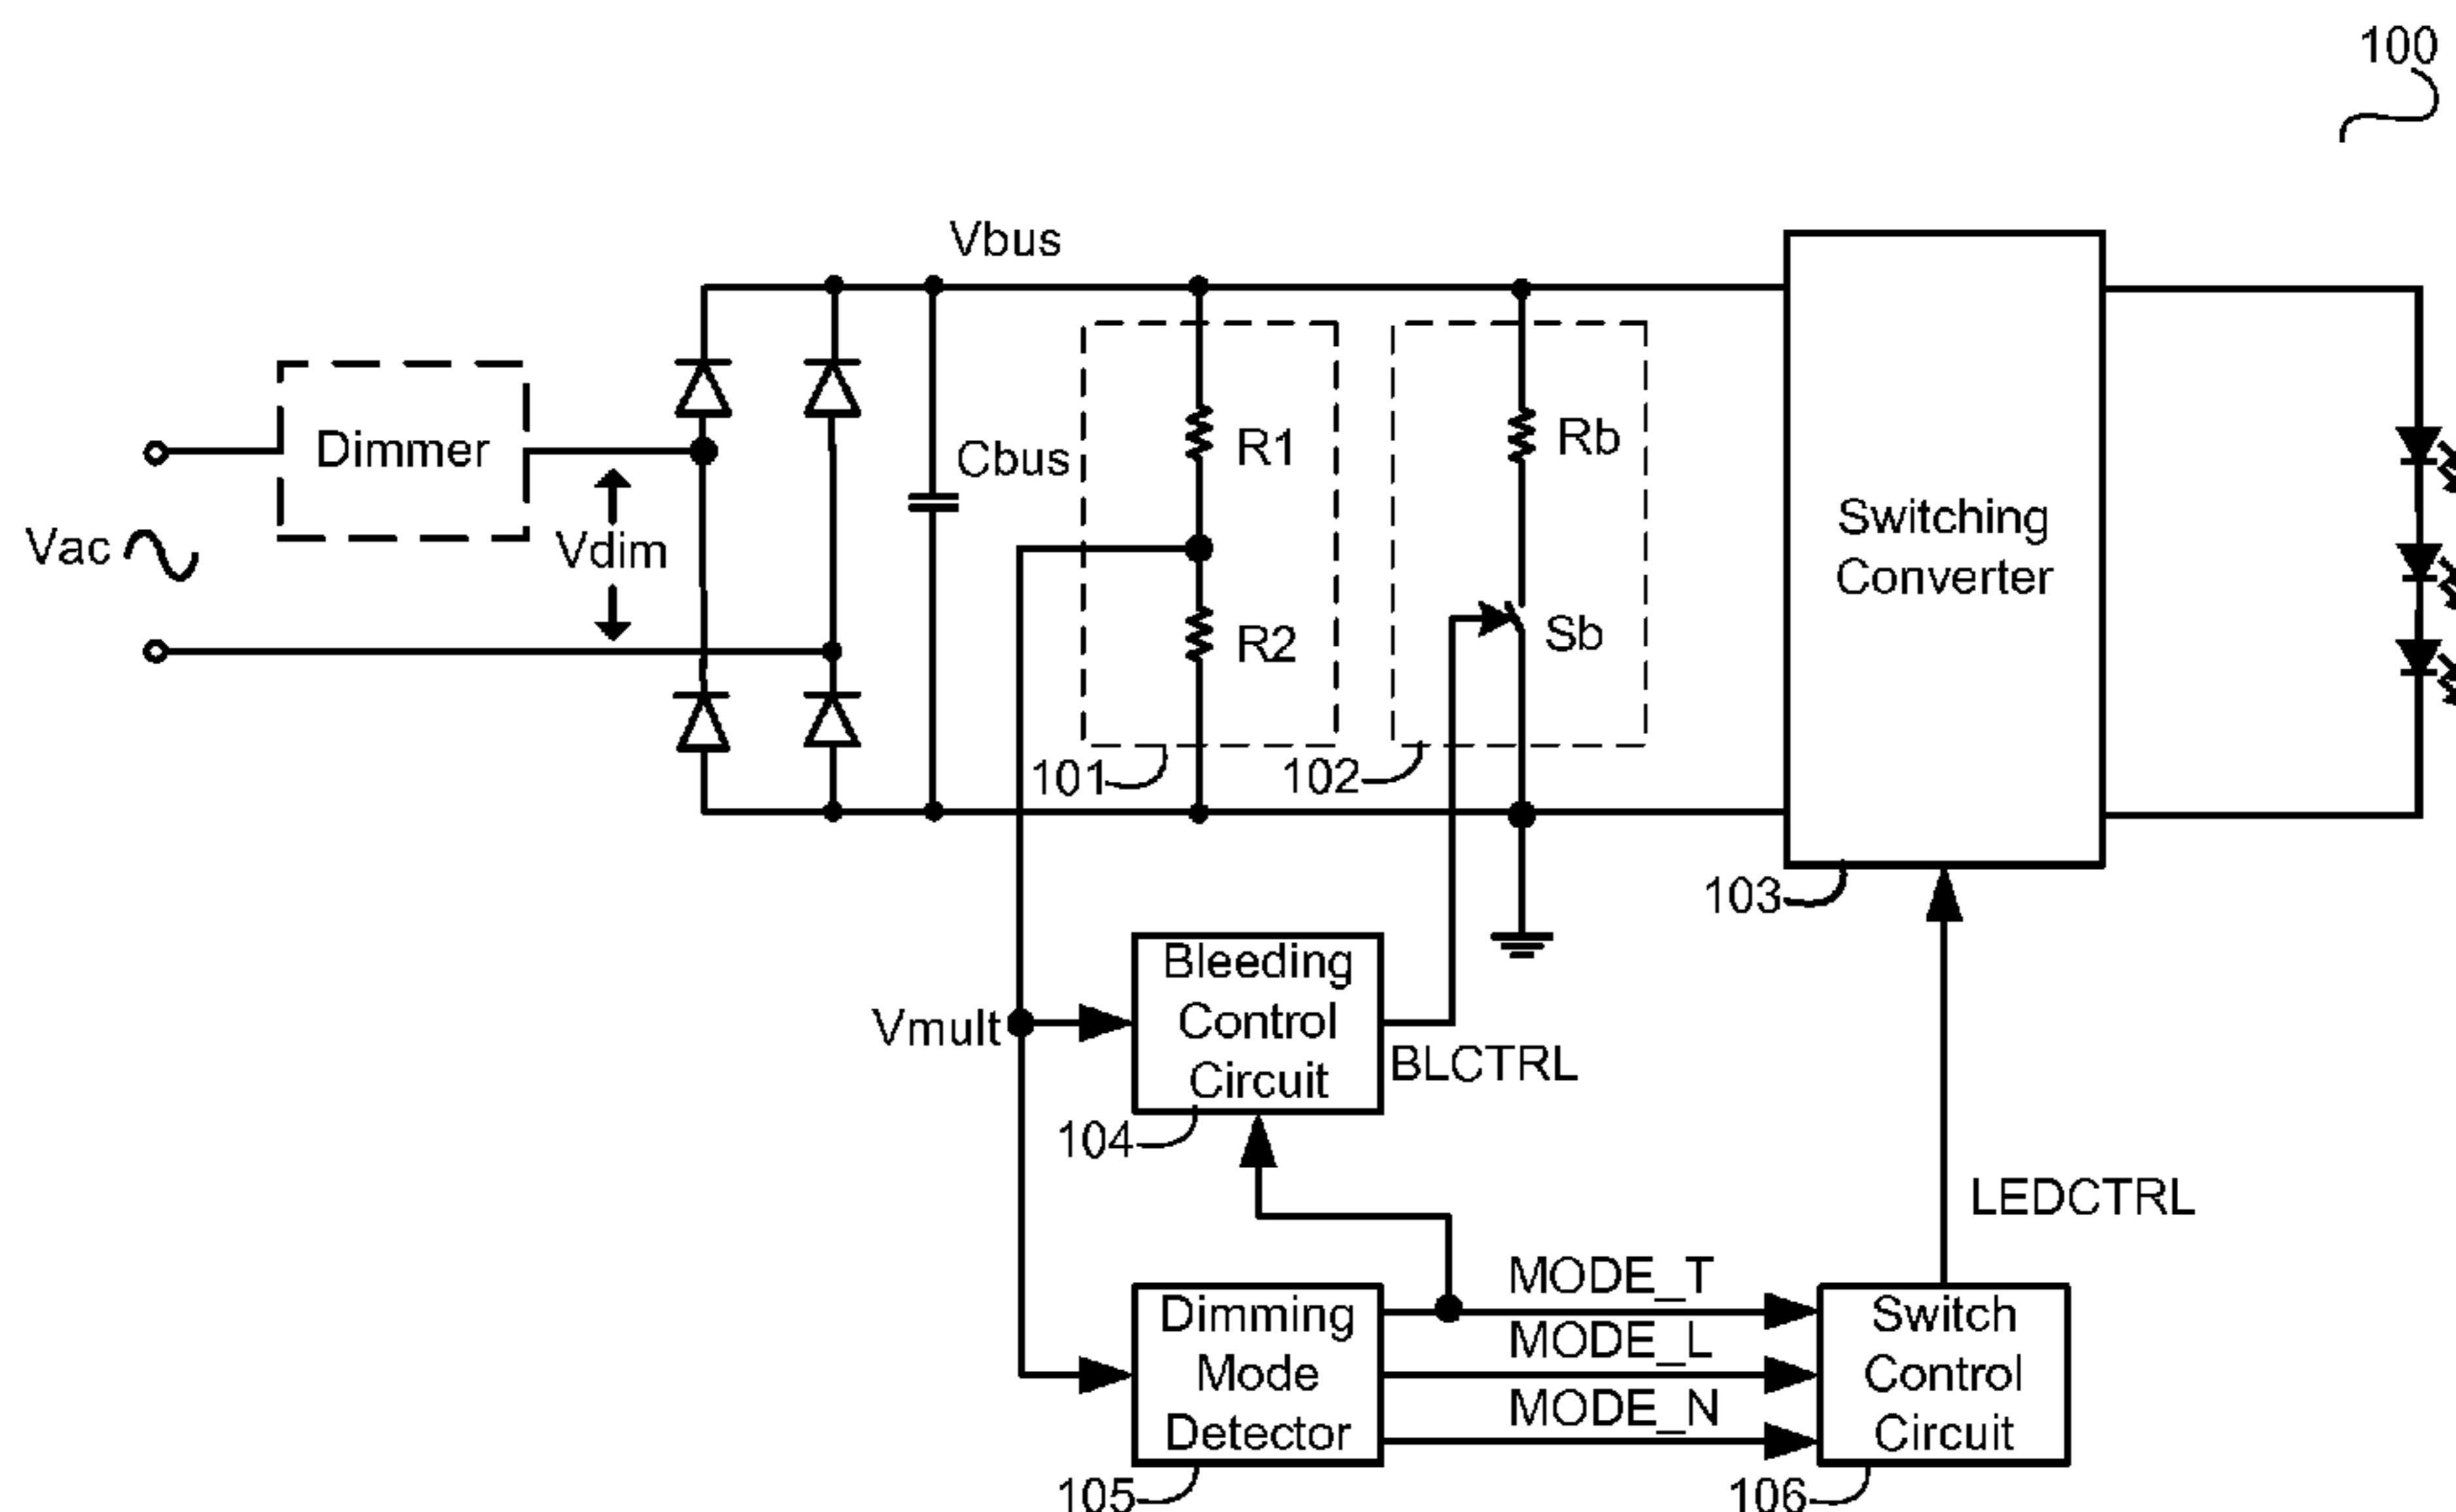 100
Vbus
Dimmer
Vac
Vdim
Cbus
R1
R2
Rb
Sb
Switching
Converter
101
102
103
Vmult
Bleeding
Control
Circuit
BLCTRL
104
LEDCTRL
Dimming
Mode
Detector
MODE_T
MODE_L
MODE_N
Switch
Control
Circuit
105
106